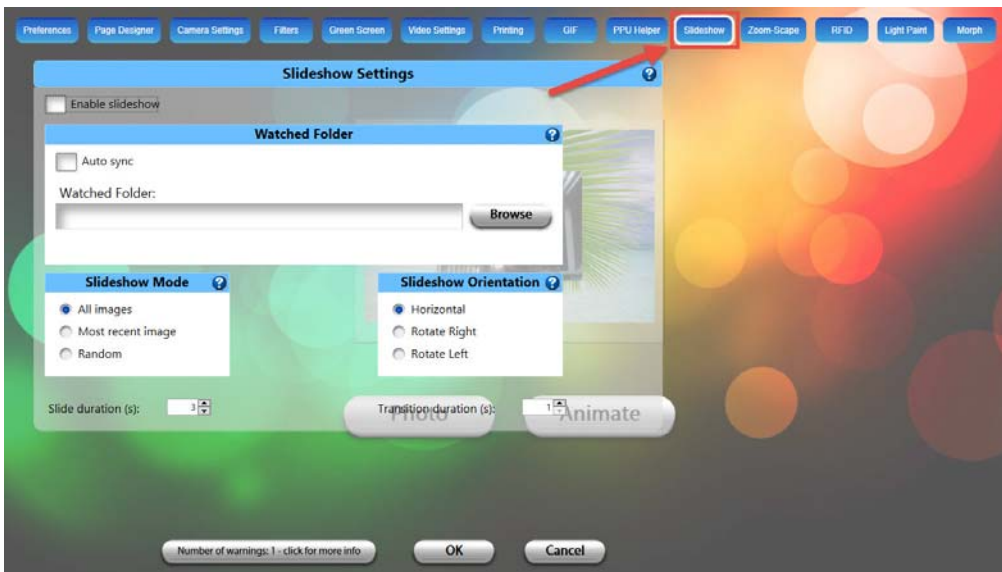 Preferences Page Designer Camera Settings Filters Green Screen Video Settings Printing GIF PPU Helper Slideshow Zoom-Scape RFID Light Paint Morph
Slideshow Settings ?
Enable slideshow
Watched Folder ?
Auto sync
Watched Folder:
Browse
Slideshow Mode ? Slideshow Orientation ?
All images Horizontal
Most recent image Rotate Right
Random Rotate Left
Slide duration (s): 3 Transition duration (s): 1
Photo Animate
Number of warnings: 1 - click for more info OK Cancel